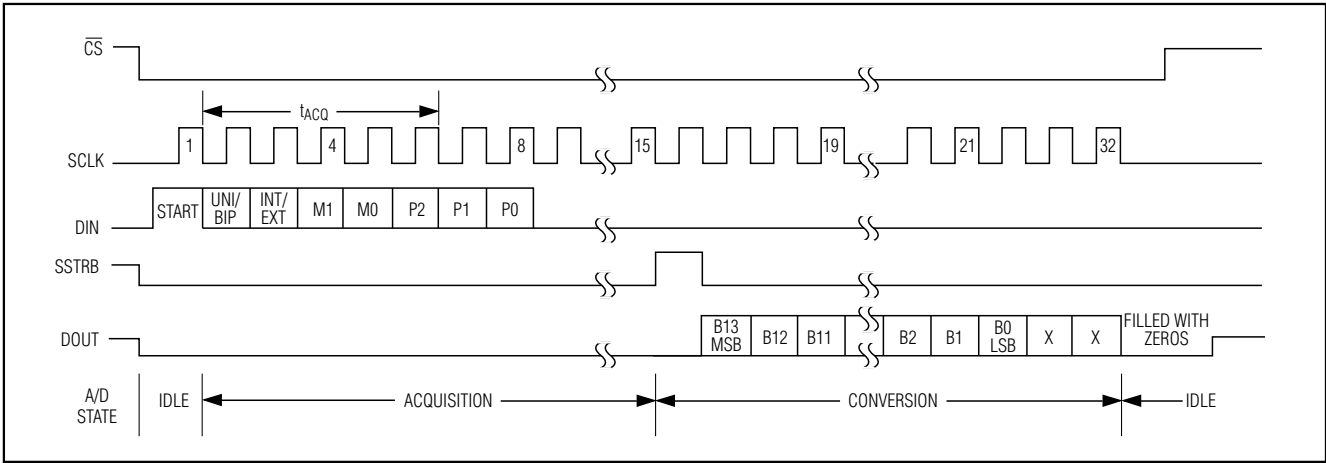 CS
tACQ
SCLK 1 4 8 15 19 21 32
DIN START UNI/BIP INT/EXT M1 M0 P2 P1 P0
SSTRB
DOUT B13 MSB B12 B11 B2 B1 B0 LSB X X FILLED WITH ZEROS
A/D STATE IDLE ACQUISITION CONVERSION IDLE